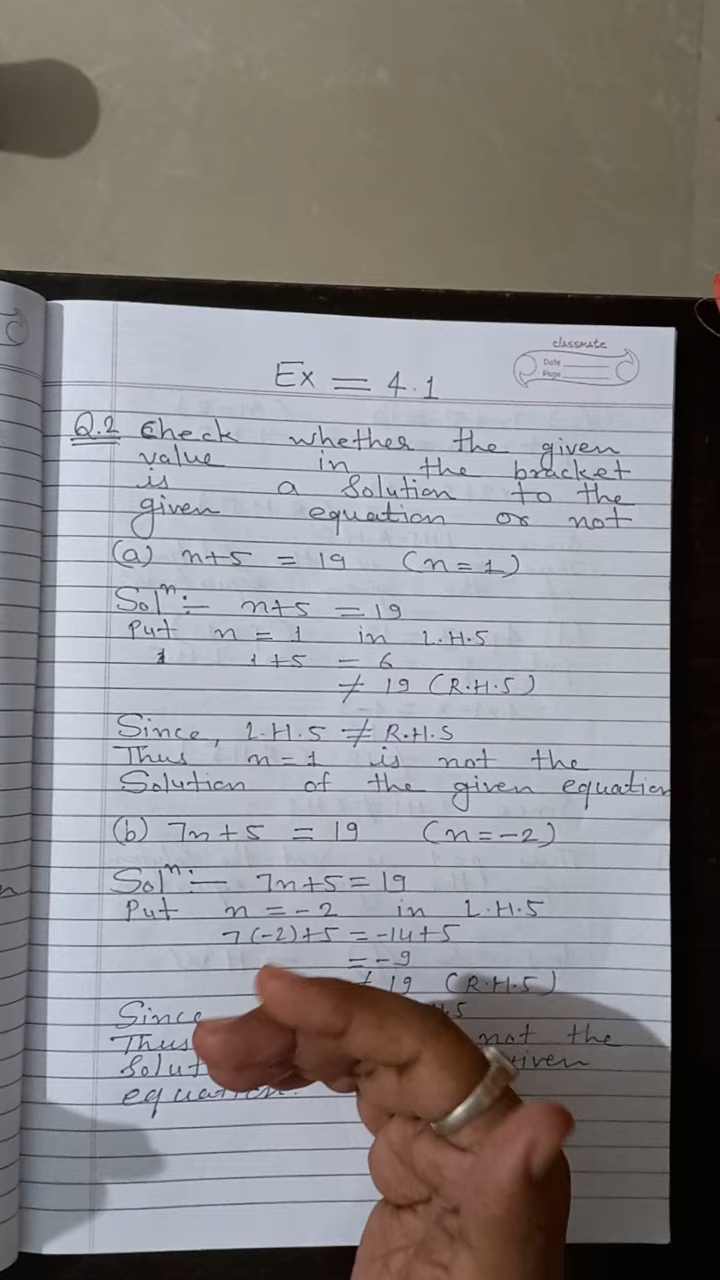 classmate
Date
Page
Ex = 4.1
Q.2 Check whether the given
value in the bracket
is a Solution to the
given equation or not
(a) n+5 = 19 (n=1)
Solⁿ:- n+5 = 19
Put n = 1 in L.H.S
1+5 = 6
≠ 19 (R.H.S)
Since, L.H.S ≠ R.H.S
Thus n=1 is not the
Solution of the given equation
(b) 7n+5 = 19 (n=-2)
Solⁿ:- 7n+5=19
Put n = -2 in L.H.S
7(-2)+5 = -14+5
= -9
≠ 19 (R.H.S)
Since
Thus not the
equation.